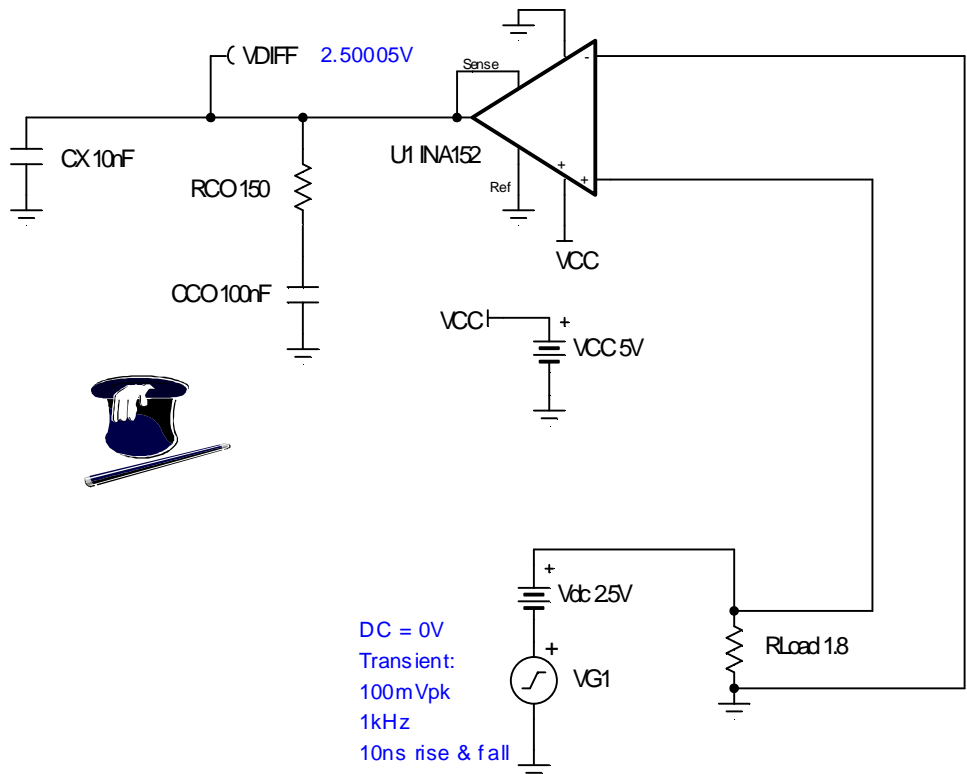 VDIFF 2.50005V
Sense
-
CX 10nF
U1 INA152
RCO 150
Ref
+
+
VCC
CCO 100nF
VCC
+
VCC 5V
+
Vdc 2.5V
DC = 0V
Transient:
100mVpk
1kHz
10ns rise & fall
+
VG1
RLoad 1.8